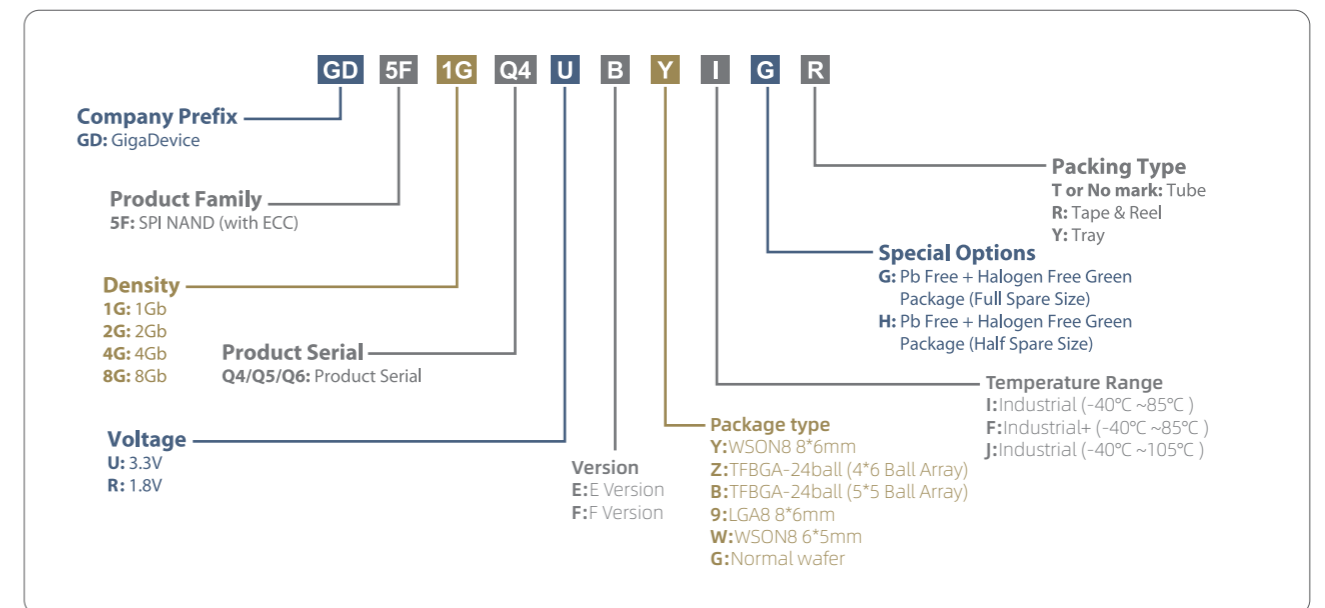 GD 5F 1G Q4 U B Y I G R
Company Prefix
GD: GigaDevice
Product Family
5F: SPI NAND (with ECC)
Density
1G: 1Gb
2G: 2Gb
4G: 4Gb
8G: 8Gb
Product Serial
Q4/Q5/Q6: Product Serial
Voltage
U: 3.3V
R: 1.8V
Version
E:E Version
F:F Version
Package type
Y:WSON8 8*6mm
Z:TFBGA-24ball (4*6 Ball Array)
B:TFBGA-24ball (5*5 Ball Array)
9:LGA8 8*6mm
W:WSON8 6*5mm
G:Normal wafer
Temperature Range
I:Industrial (-40℃ ~85℃ )
F:Industrial+ (-40℃ ~85℃ )
J:Industrial (-40℃ ~105℃ )
Special Options
G: Pb Free + Halogen Free Green
Package (Full Spare Size)
H: Pb Free + Halogen Free Green
Package (Half Spare Size)
Packing Type
T or No mark: Tube
R: Tape & Reel
Y: Tray